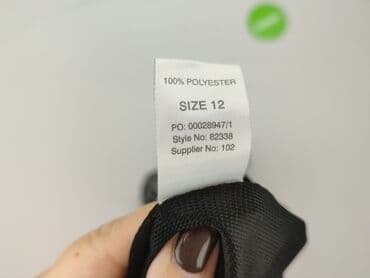 100% POLYESTER
SIZE 12
PO: 00028947/1
Style No: 82338
Supplier No: 102